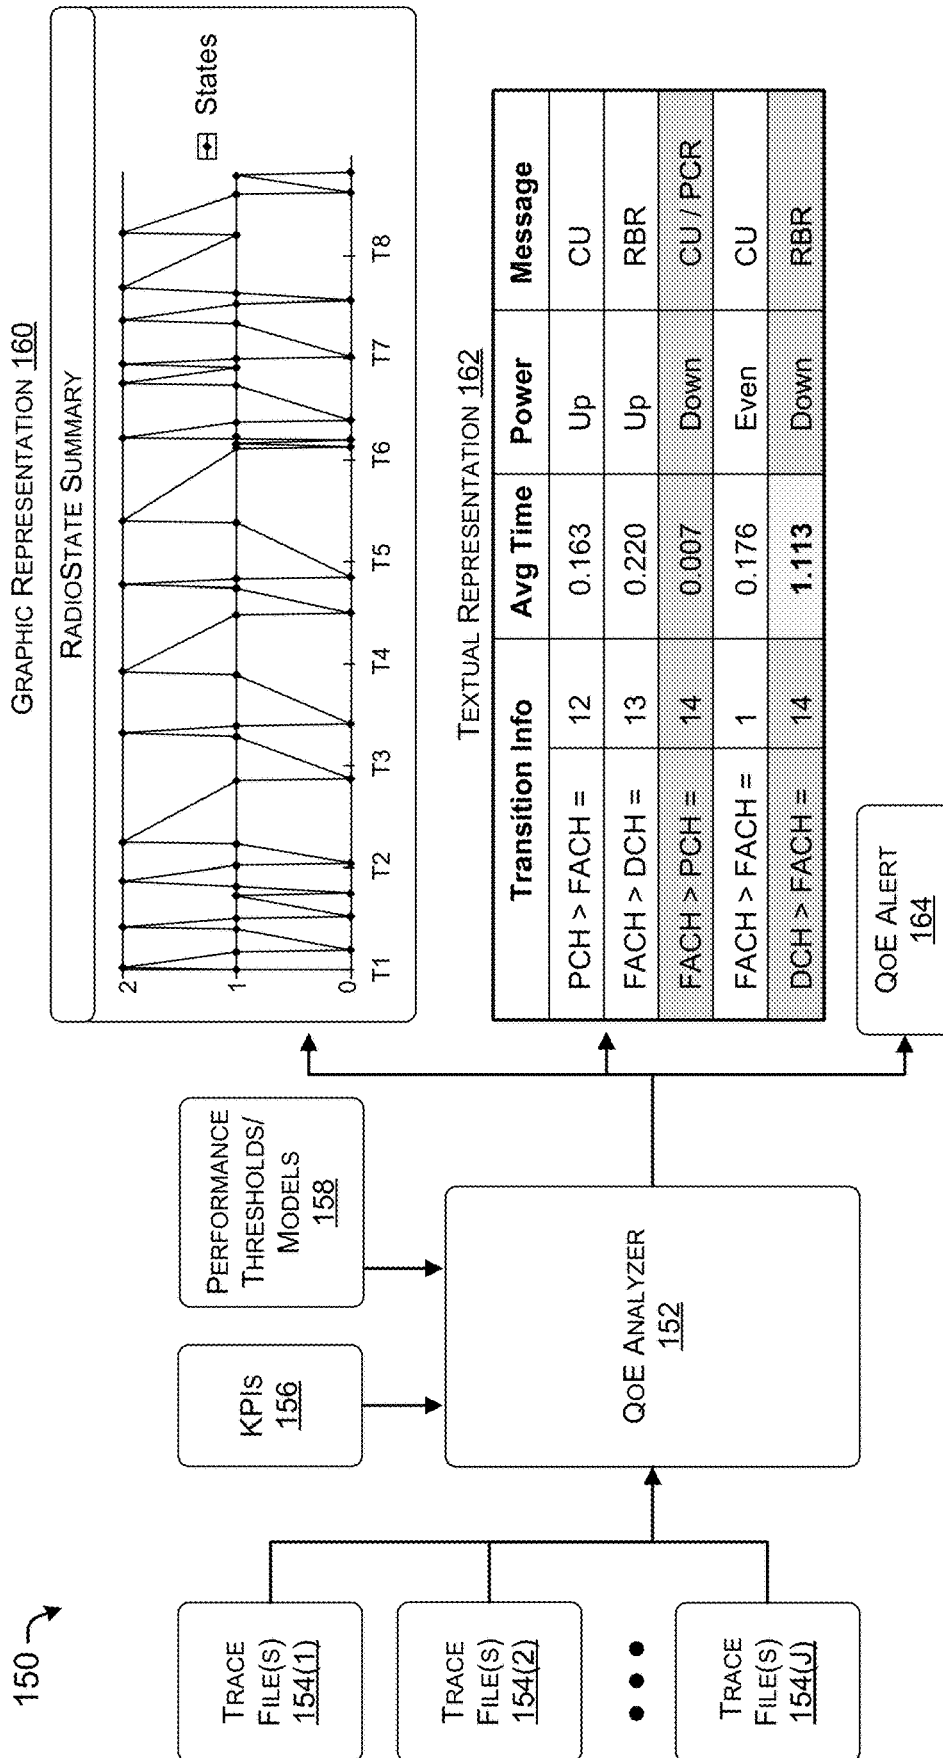 150
TRACE
FILE(S)
154(1)
TRACE
FILE(S)
154(2)
TRACE
FILE(S)
154(J)
KPIS
156
PERFORMANCE
THRESHOLDS/
MODELS
158
QOE ANALYZER
152
GRAPHIC REPRESENTATION 160
RADIOSTATE SUMMARY
2
1
0
T1 T2 T3 T4 T5 T6 T7 T8
States
TEXTUAL REPRESENTATION 162
Transition Info Avg Time Power Message
PCH > FACH = 12 0.163 Up CU
FACH > DCH = 13 0.220 Up RBR
FACH > PCH = 14 0.007 Down CU / PCR
FACH > FACH = 1 0.176 Even CU
DCH > FACH = 14 1.113 Down RBR
QOE ALERT
164